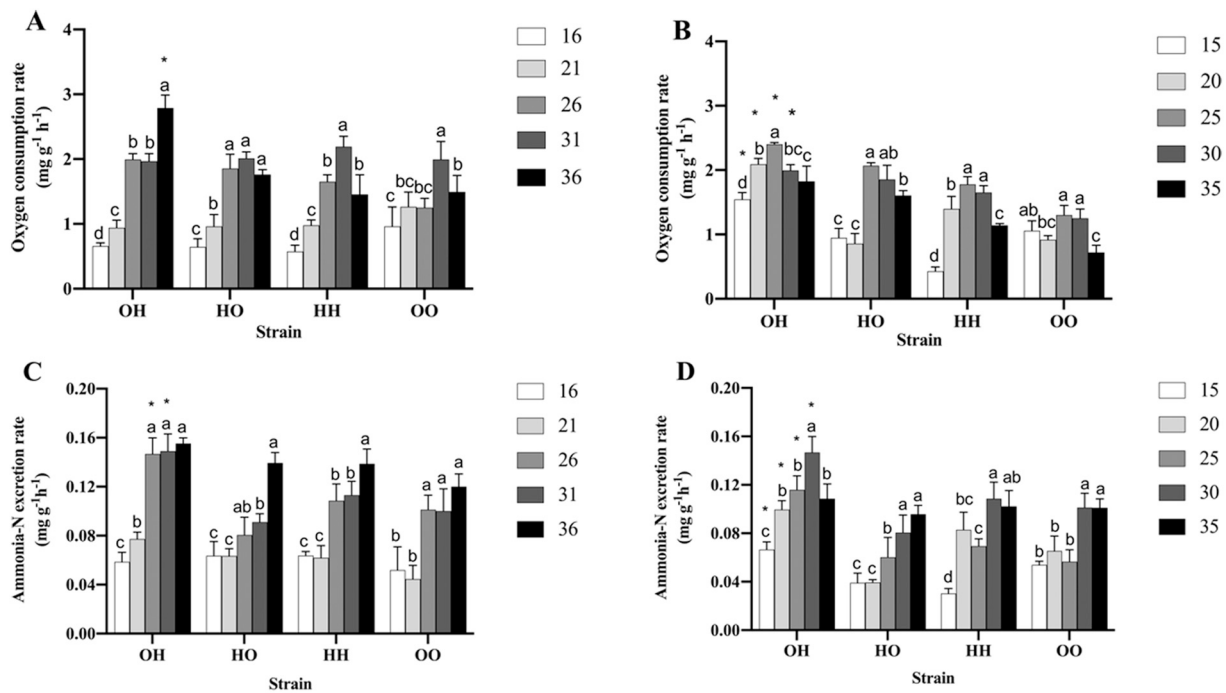 A
Oxygen consumption rate
(mg g⁻¹ h⁻¹)
4
3
2
1
0
d c b b a *
c b a a a
d c b a b
c bc bc a b
OH HO HH OO
Strain
16
21
26
31
36
B
Oxygen consumption rate
(mg g⁻¹ h⁻¹)
4
3
2
1
0
* * * *
d b a bc c
c c a ab b
d b a a c
ab bc a a c
OH HO HH OO
Strain
15
20
25
30
35
C
Ammonia-N excretion rate
(mg g⁻¹h⁻¹)
0.20
0.16
0.12
0.08
0.04
0.00
* *
c b a a a
c c ab b a
c c b b a
b b a a a
OH HO HH OO
Strain
16
21
26
31
36
D
Ammonia-N excretion rate
(mg g⁻¹h⁻¹)
0.20
0.16
0.12
0.08
0.04
0.00
* * * *
c b b a b
c c b a a
d bc c a ab
b b b a a
OH HO HH OO
Strain
15
20
25
30
35